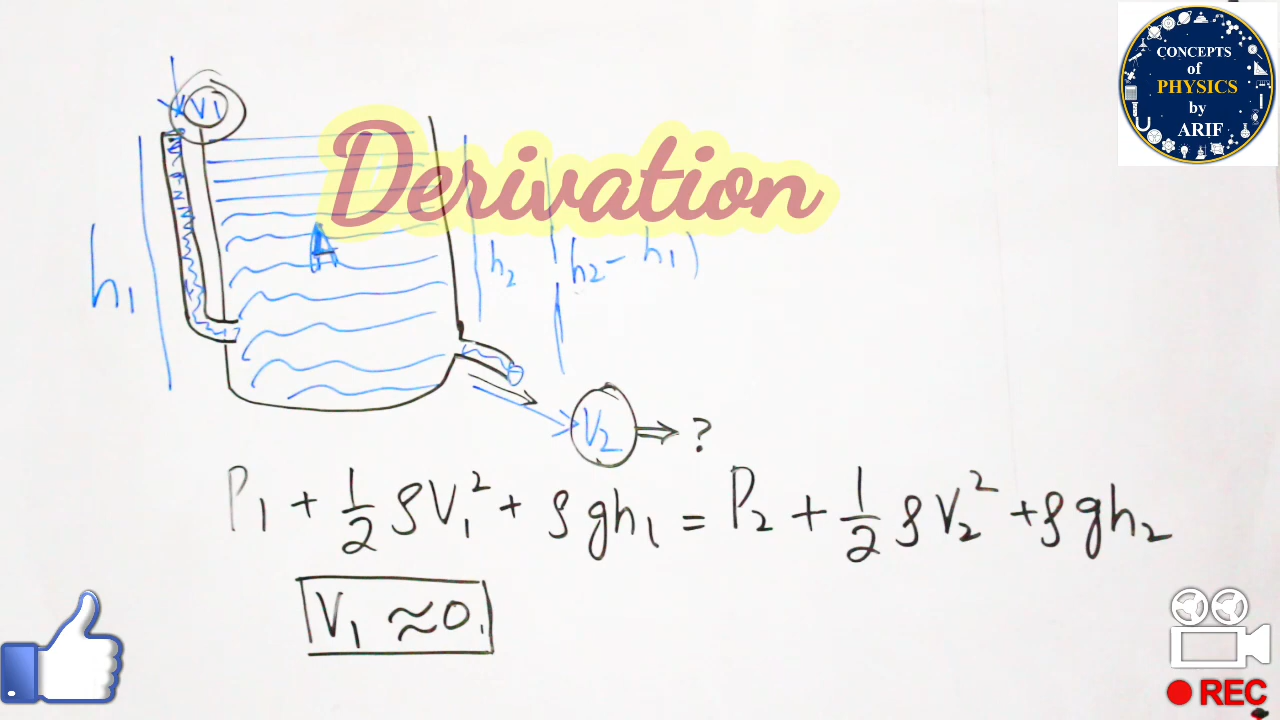 CONCEPTS
of
PHYSICS
by
ARIF
V1
Derivation
A
h₁
h₂
h₂ - h₁)
V₂ ⇒ ?
P₁ + 1/2 ρV₁² + ρgh₁ = P₂ + 1/2 ρV₂² + ρgh₂
V₁ ≈ 0.
REC